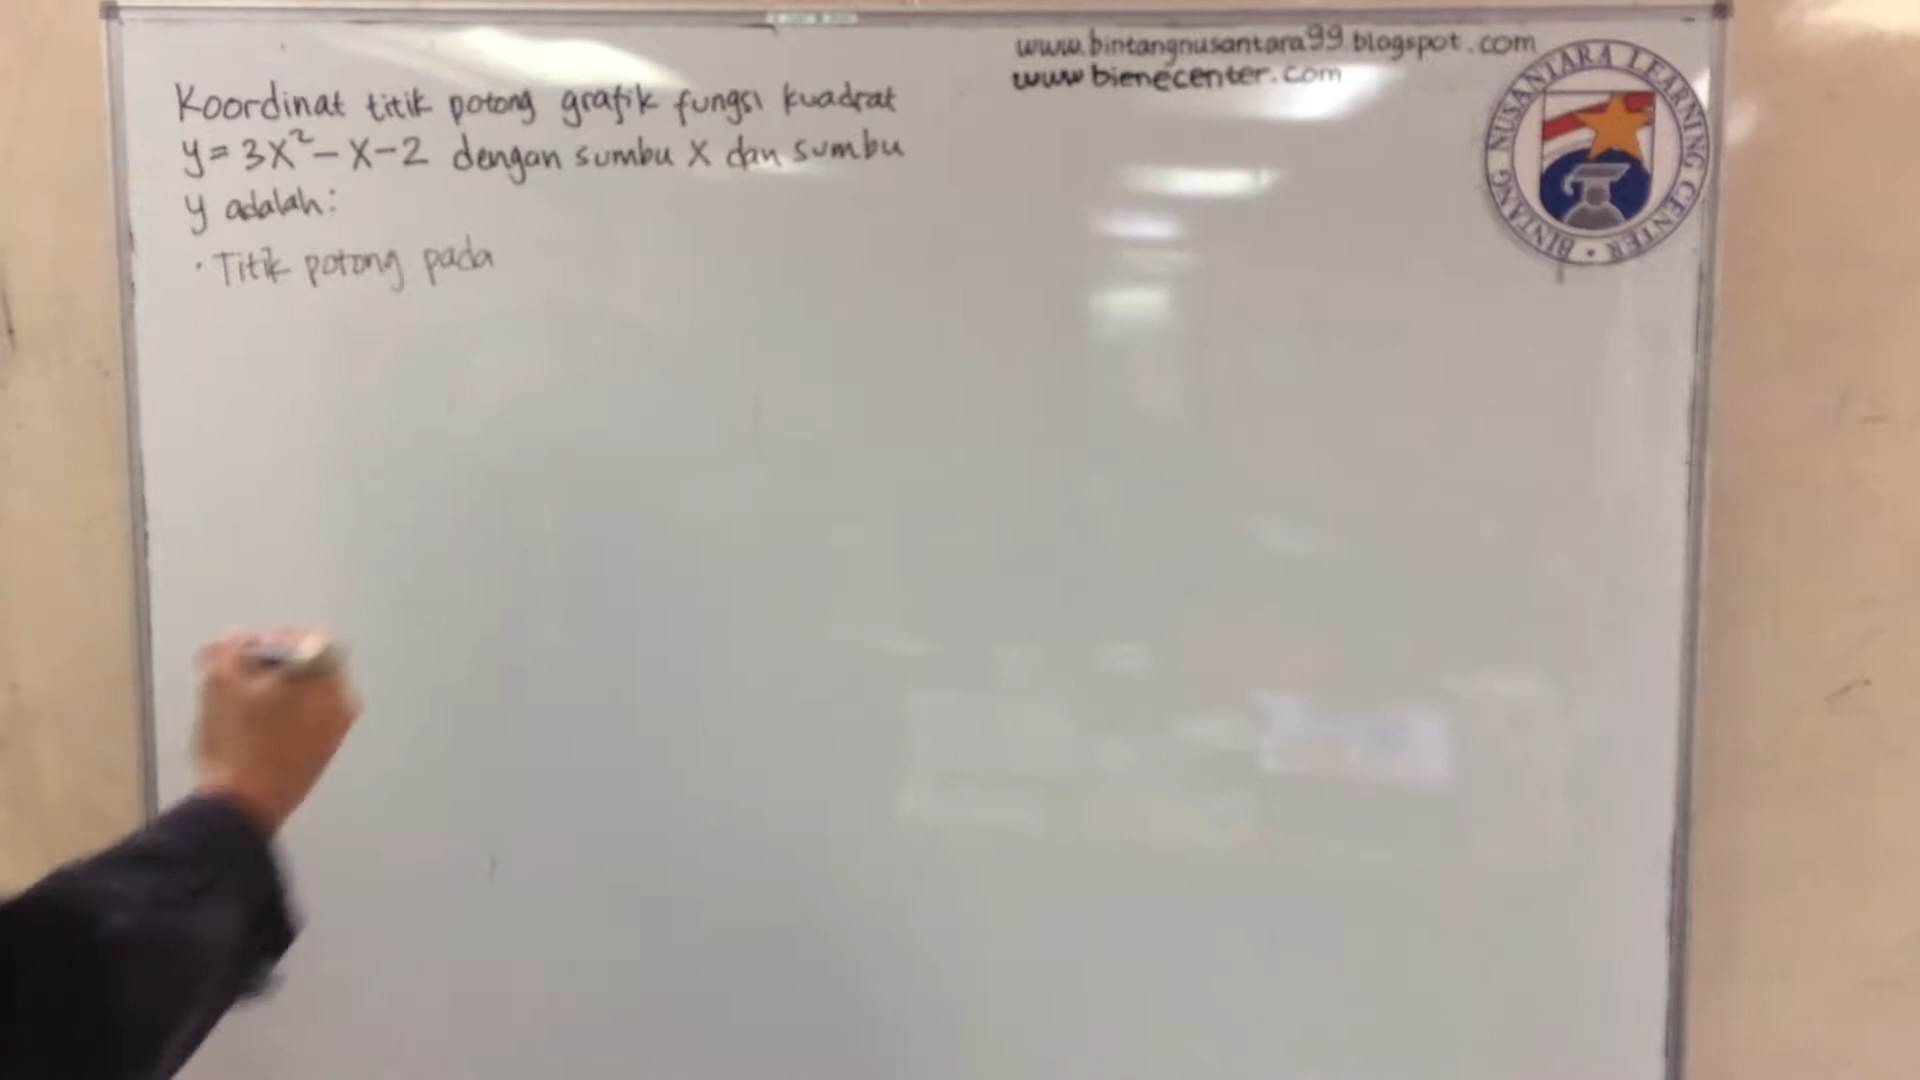 www.bintangnusantara99.blogspot.com
www.bienecenter.com
Koordinat titik potong grafik fungsi kuadrat
y = 3x² - x - 2 dengan sumbu X dan sumbu
y adalah:
· Titik potong pada
BINTANG NUSANTARA LEARNING CENTER •